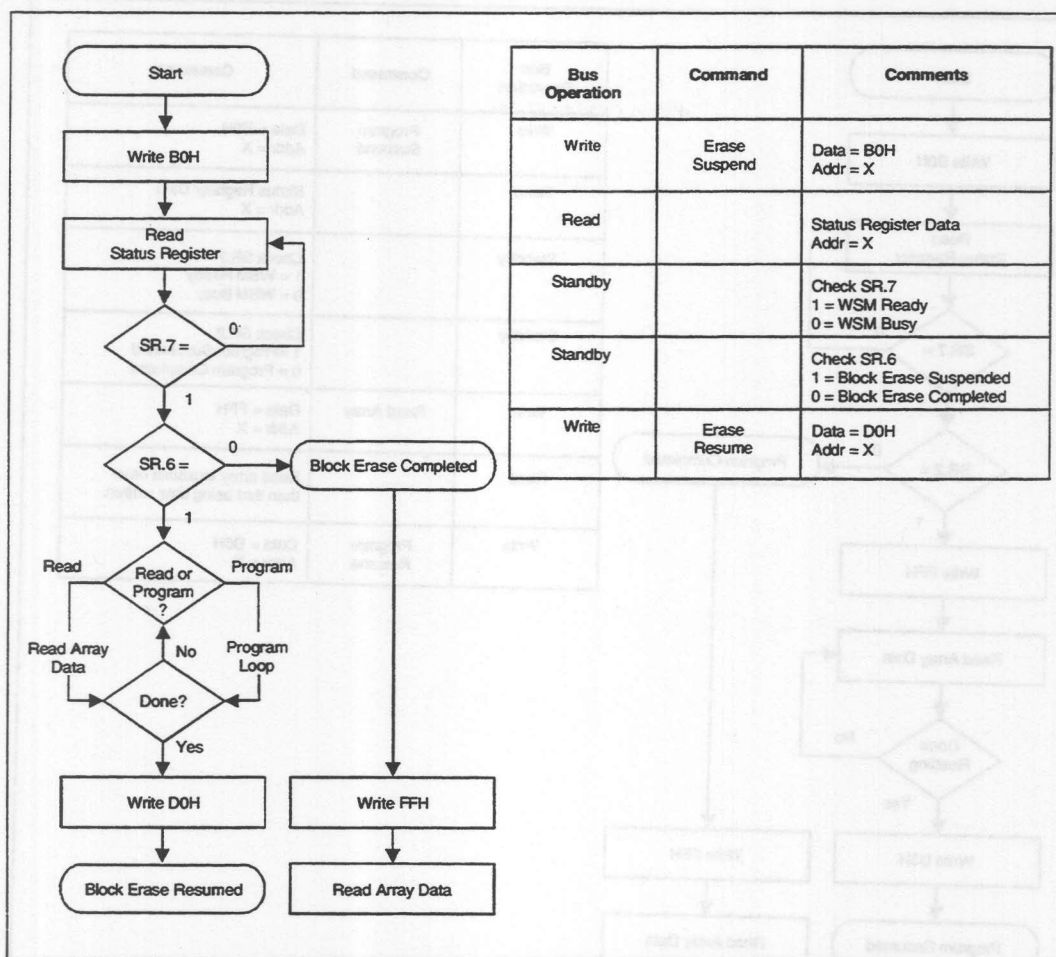 Start
Write B0H
Read
Status Register
0
SR.7 =
1
0
SR.6 =
Block Erase Completed
1
Read
Read or
Program
?
Program
Read Array
Data
No
Program
Loop
Done?
Yes
Write D0H
Write FFH
Block Erase Resumed
Read Array Data
Bus
Operation
Command
Comments
Write
Erase
Suspend
Data = B0H
Addr = X
Read
Status Register Data
Addr = X
Standby
Check SR.7
1 = WSM Ready
0 = WSM Busy
Standby
Check SR.6
1 = Block Erase Suspended
0 = Block Erase Completed
Write
Erase
Resume
Data = D0H
Addr = X